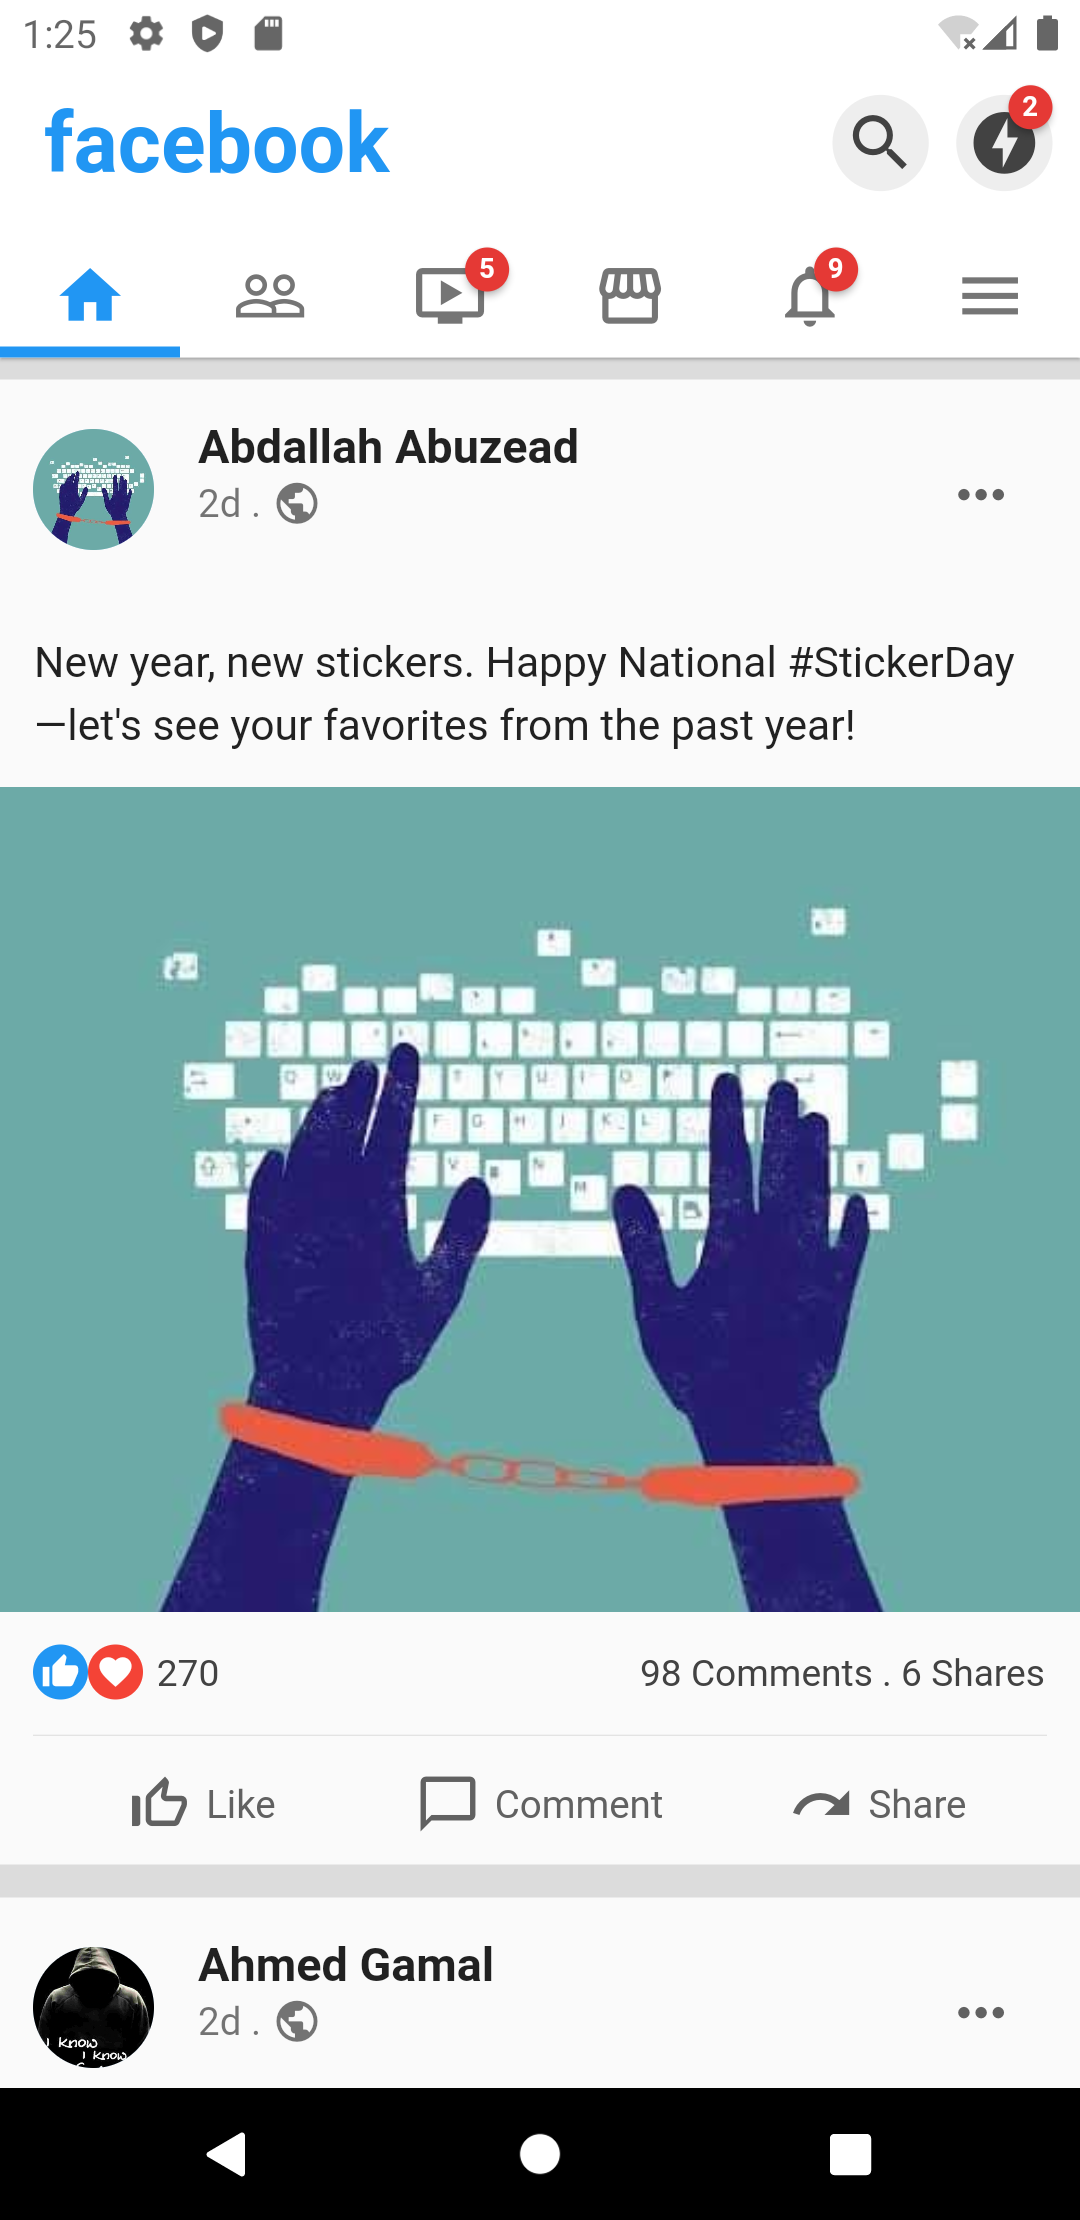 1:25
facebook
2
5
9
Abdallah Abuzead
2d .
New year, new stickers. Happy National #StickerDay
—let's see your favorites from the past year!
Q W T Y U I O P
F G H J K L
V B N M
270
98 Comments . 6 Shares
Like
Comment
Share
Ahmed Gamal
2d .
I know
I know